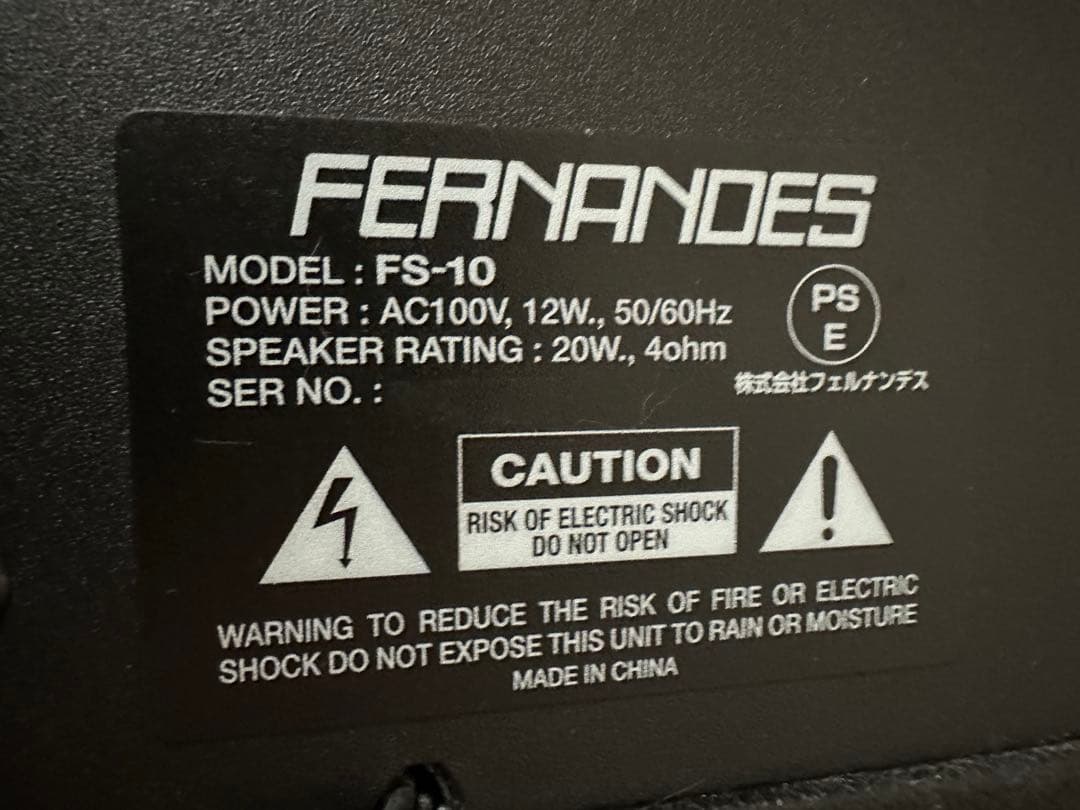 FERNANDES
MODEL : FS-10
POWER : AC100V, 12W., 50/60Hz
SPEAKER RATING : 20W., 4ohm
SER NO. :
PS
E
株式会社フェルナンデス
CAUTION
RISK OF ELECTRIC SHOCK
DO NOT OPEN
WARNING TO REDUCE THE RISK OF FIRE OR ELECTRIC
SHOCK DO NOT EXPOSE THIS UNIT TO RAIN OR MOISTURE
MADE IN CHINA